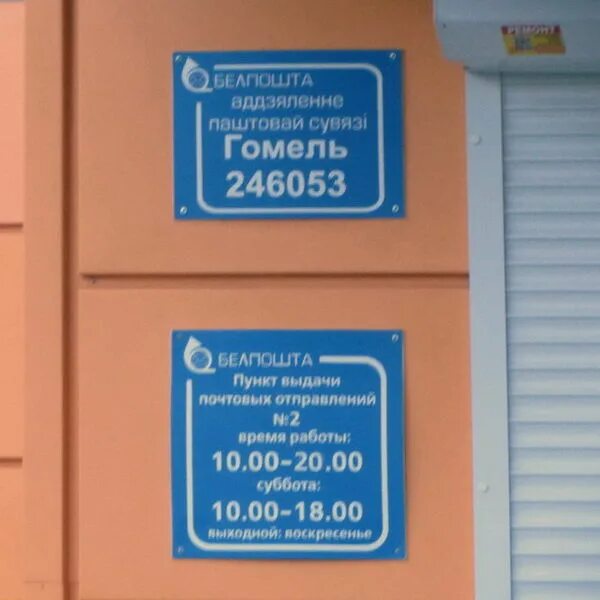 РЕМОНТ
БЕЛПОШТА
аддзяленне
паштовай сувязі
Гомель
246053
БЕЛПОШТА
Пункт выдачи
почтовых отправлений
№2
время работы:
10.00-20.00
суббота:
10.00-18.00
выходной: воскресенье